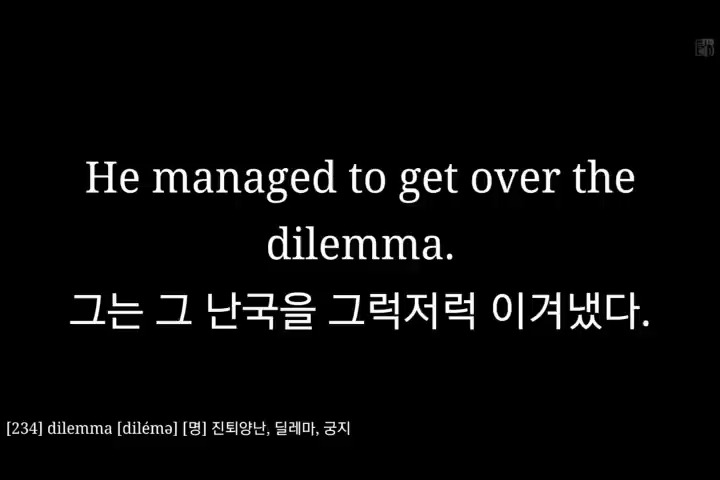 He managed to get over the
dilemma.
그는 그 난국을 그럭저럭 이겨냈다.
[234] dilemma [dilémə] [명] 진퇴양난, 딜레마, 궁지